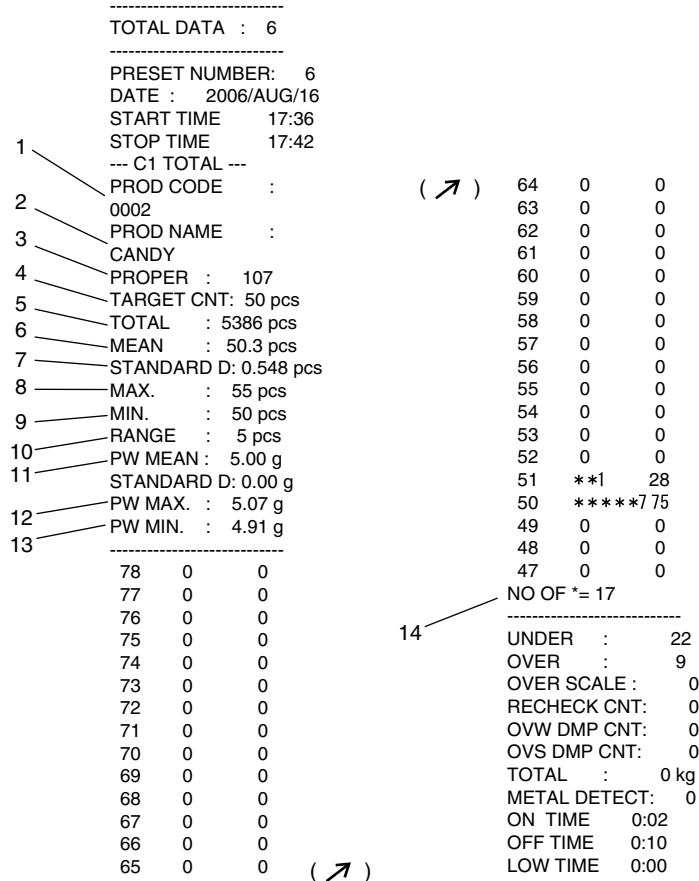 ----------------------------
TOTAL DATA : 6
----------------------------
PRESET NUMBER: 6
DATE : 2006/AUG/16
START TIME 17:36
STOP TIME 17:42
--- C1 TOTAL ---
1 PROD CODE :
0002
2 PROD NAME :
CANDY
3 PROPER : 107
4 TARGET CNT: 50 pcs
5 TOTAL : 5386 pcs
6 MEAN : 50.3 pcs
7 STANDARD D: 0.548 pcs
8 MAX. : 55 pcs
9 MIN. : 50 pcs
10 RANGE : 5 pcs
11 PW MEAN : 5.00 g
STANDARD D: 0.00 g
12 PW MAX. : 5.07 g
13 PW MIN. : 4.91 g
----------------------------
78 0 0
77 0 0
76 0 0
75 0 0
74 0 0
73 0 0
72 0 0
71 0 0
70 0 0
69 0 0
68 0 0
67 0 0
66 0 0
65 0 0 (↗)
(↗) 64 0 0
63 0 0
62 0 0
61 0 0
60 0 0
59 0 0
58 0 0
57 0 0
56 0 0
55 0 0
54 0 0
53 0 0
52 0 0
51 **1 28
50 *****7 75
49 0 0
48 0 0
47 0 0
14 NO OF *= 17
----------------------------
UNDER : 22
OVER : 9
OVER SCALE : 0
RECHECK CNT: 0
OVW DMP CNT: 0
OVS DMP CNT: 0
TOTAL : 0 kg
METAL DETECT: 0
ON TIME 0:02
OFF TIME 0:10
LOW TIME 0:00